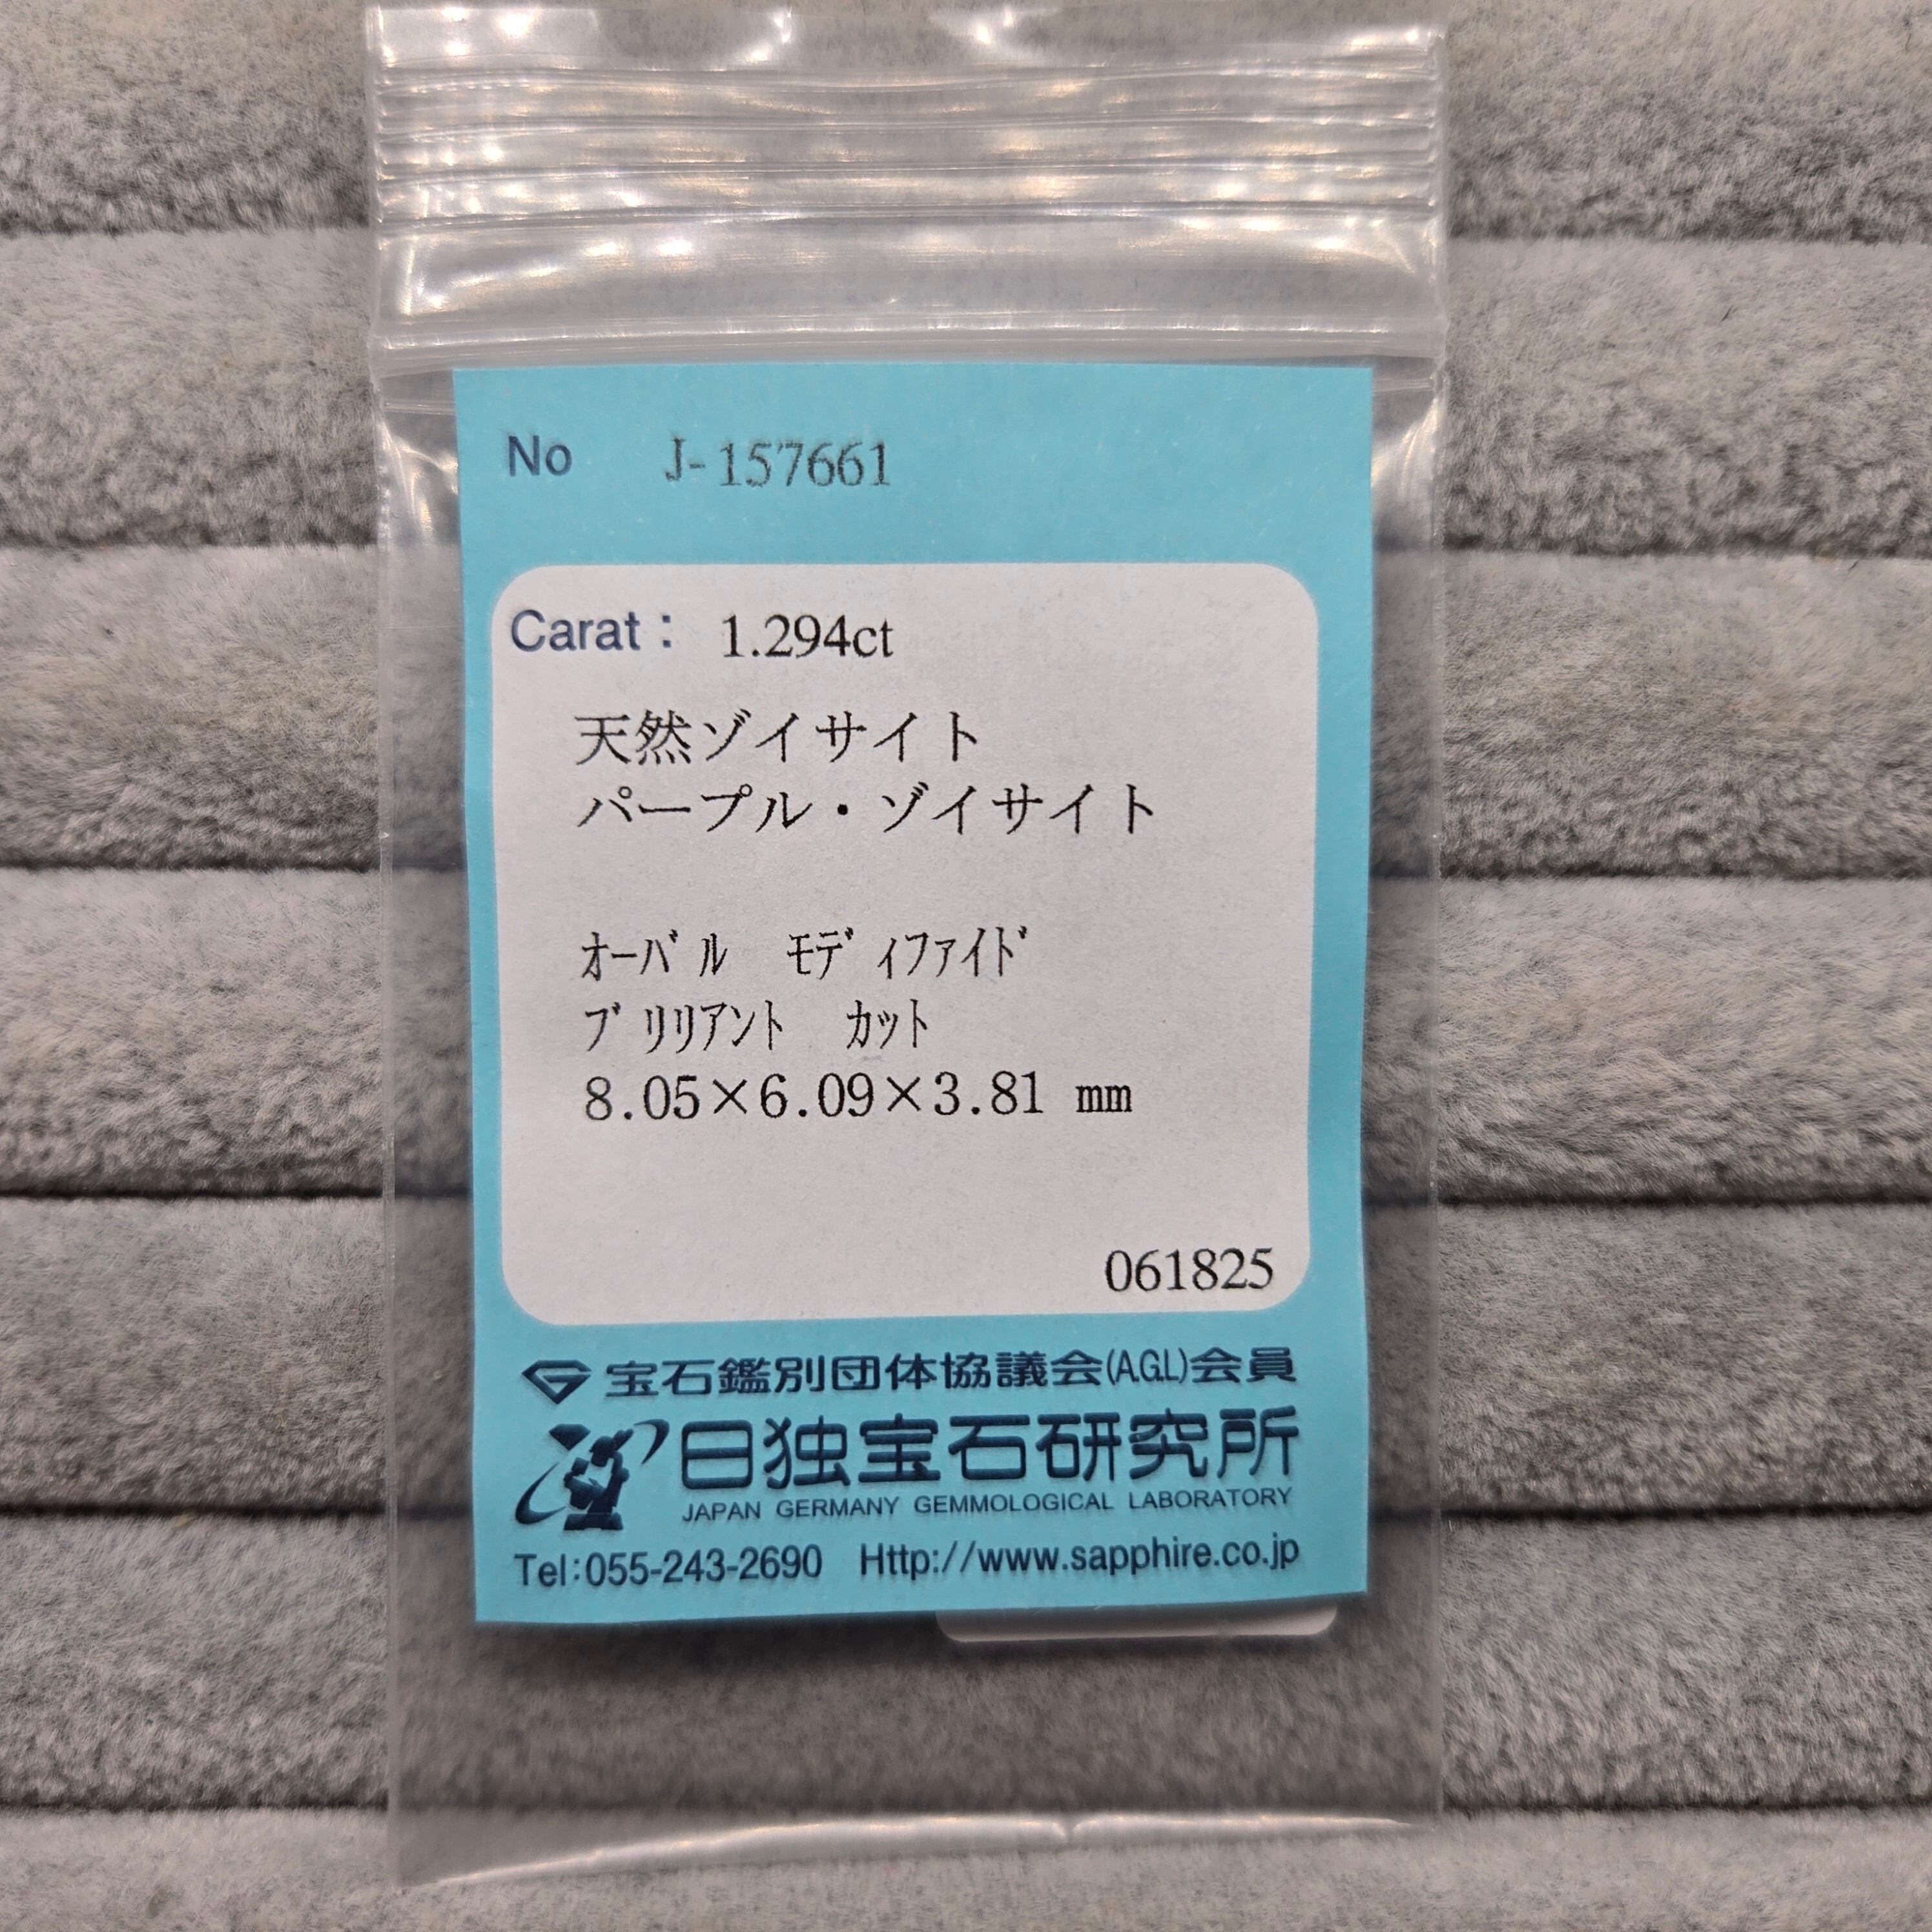 No J-157661
Carat： 1.294ct
天然ゾイサイト
パープル・ゾイサイト
ｵｰﾊﾞﾙ ﾓﾃﾞｨﾌｧｲﾄﾞ
ﾌﾞﾘﾘｱﾝﾄ ｶｯﾄ
8.05×6.09×3.81 mm
061825
宝石鑑別団体協議会(AGL)会員
日独宝石研究所
JAPAN GERMANY GEMMOLOGICAL LABORATORY
Tel:055-243-2690 Http://www.sapphire.co.jp